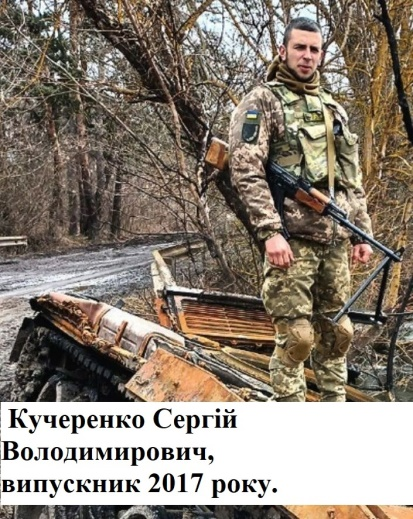 Кучеренко Сергій
Володимирович,
випускник 2017 року.